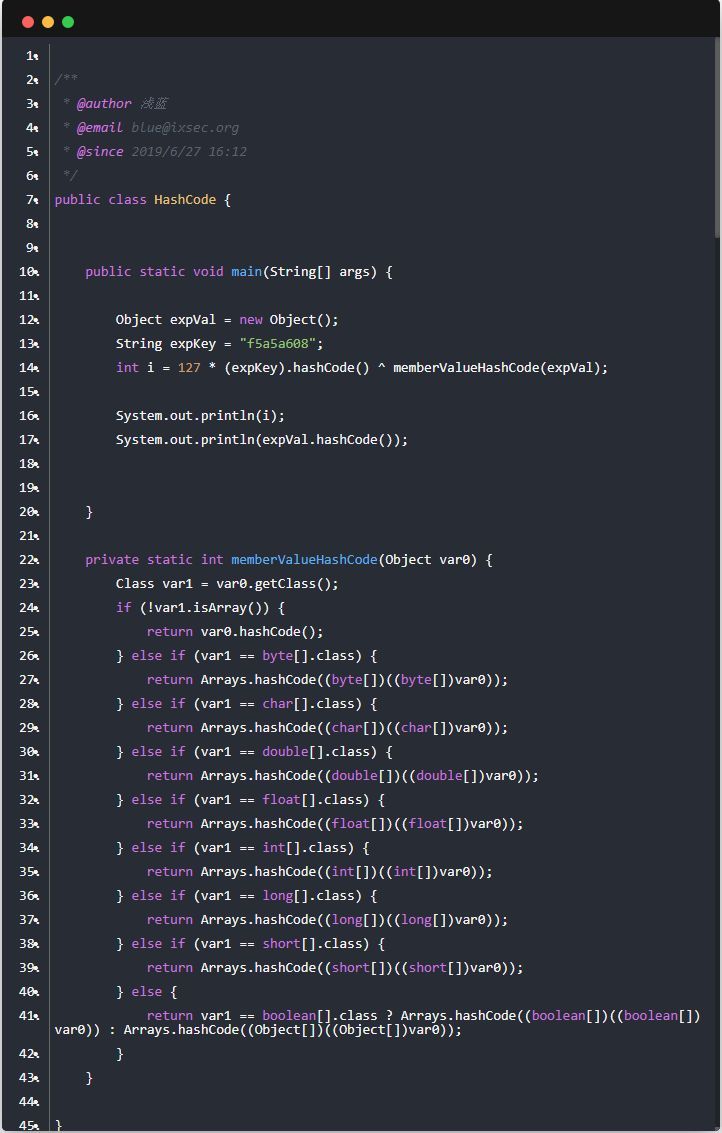 1
2 /**
3 * @author 浅蓝
4 * @email blue@ixsec.org
5 * @since 2019/6/27 16:12
6 */
7 public class HashCode {
8
9
10 public static void main(String[] args) {
11
12 Object expVal = new Object();
13 String expKey = "f5a5a608";
14 int i = 127 * (expKey).hashCode() ^ memberValueHashCode(expVal);
15
16 System.out.println(i);
17 System.out.println(expVal.hashCode());
18
19
20 }
21
22 private static int memberValueHashCode(Object var0) {
23 Class var1 = var0.getClass();
24 if (!var1.isArray()) {
25 return var0.hashCode();
26 } else if (var1 == byte[].class) {
27 return Arrays.hashCode((byte[])((byte[])var0));
28 } else if (var1 == char[].class) {
29 return Arrays.hashCode((char[])((char[])var0));
30 } else if (var1 == double[].class) {
31 return Arrays.hashCode((double[])((double[])var0));
32 } else if (var1 == float[].class) {
33 return Arrays.hashCode((float[])((float[])var0));
34 } else if (var1 == int[].class) {
35 return Arrays.hashCode((int[])((int[])var0));
36 } else if (var1 == long[].class) {
37 return Arrays.hashCode((long[])((long[])var0));
38 } else if (var1 == short[].class) {
39 return Arrays.hashCode((short[])((short[])var0));
40 } else {
41 return var1 == boolean[].class ? Arrays.hashCode((boolean[])((boolean[])
var0)) : Arrays.hashCode((Object[])((Object[])var0));
42 }
43 }
44
45 }